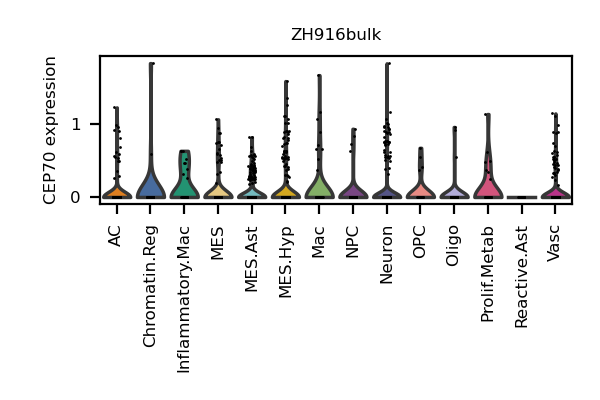 ZH916bulk
CEP70 expression
1
0
AC
Chromatin.Reg
Inflammatory.Mac
MES
MES.Ast
MES.Hyp
Mac
NPC
Neuron
OPC
Oligo
Prolif.Metab
Reactive.Ast
Vasc